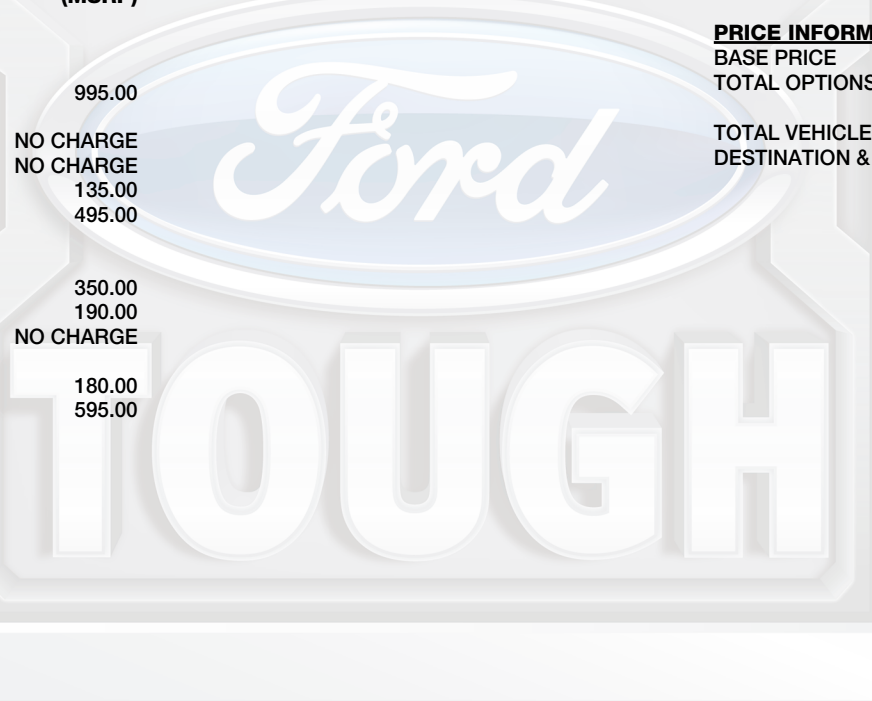 (MSRP)
995.00
NO CHARGE
NO CHARGE
135.00
495.00
350.00
190.00
NO CHARGE
180.00
595.00
PRICE INFORM
BASE PRICE
TOTAL OPTIONS
TOTAL VEHICLE
DESTINATION &
Ford
TOUGH